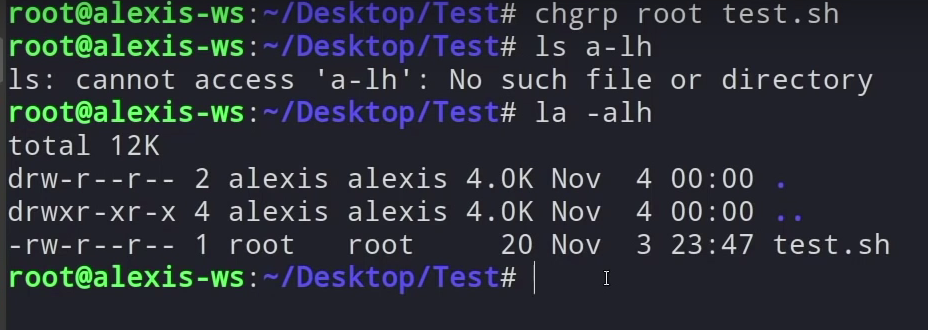 root@alexis-ws:~/Desktop/Test# chgrp root test.sh
root@alexis-ws:~/Desktop/Test# ls a-lh
ls: cannot access 'a-lh': No such file or directory
root@alexis-ws:~/Desktop/Test# la -alh
total 12K
drw-r--r-- 2 alexis alexis 4.0K Nov  4 00:00 .
drwxr-xr-x 4 alexis alexis 4.0K Nov  4 00:00 ..
-rw-r--r-- 1 root   root     20 Nov  3 23:47 test.sh
root@alexis-ws:~/Desktop/Test#